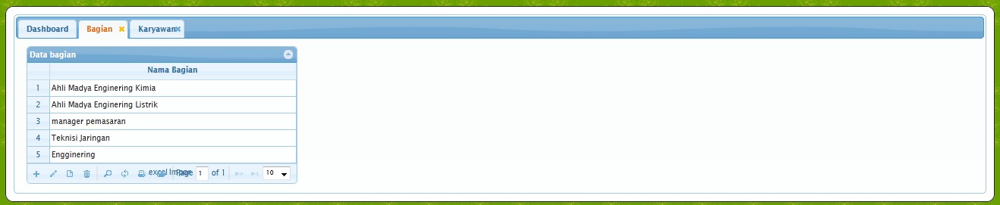 Dashboard Bagian Karyawan
Data bagian
Nama Bagian
1 Ahli Madya Enginering Kimia
2 Ahli Madya Enginering Listrik
3 manager pemasaran
4 Teknisi Jaringan
5 Engginering
excel Impor Page 1 of 1 10